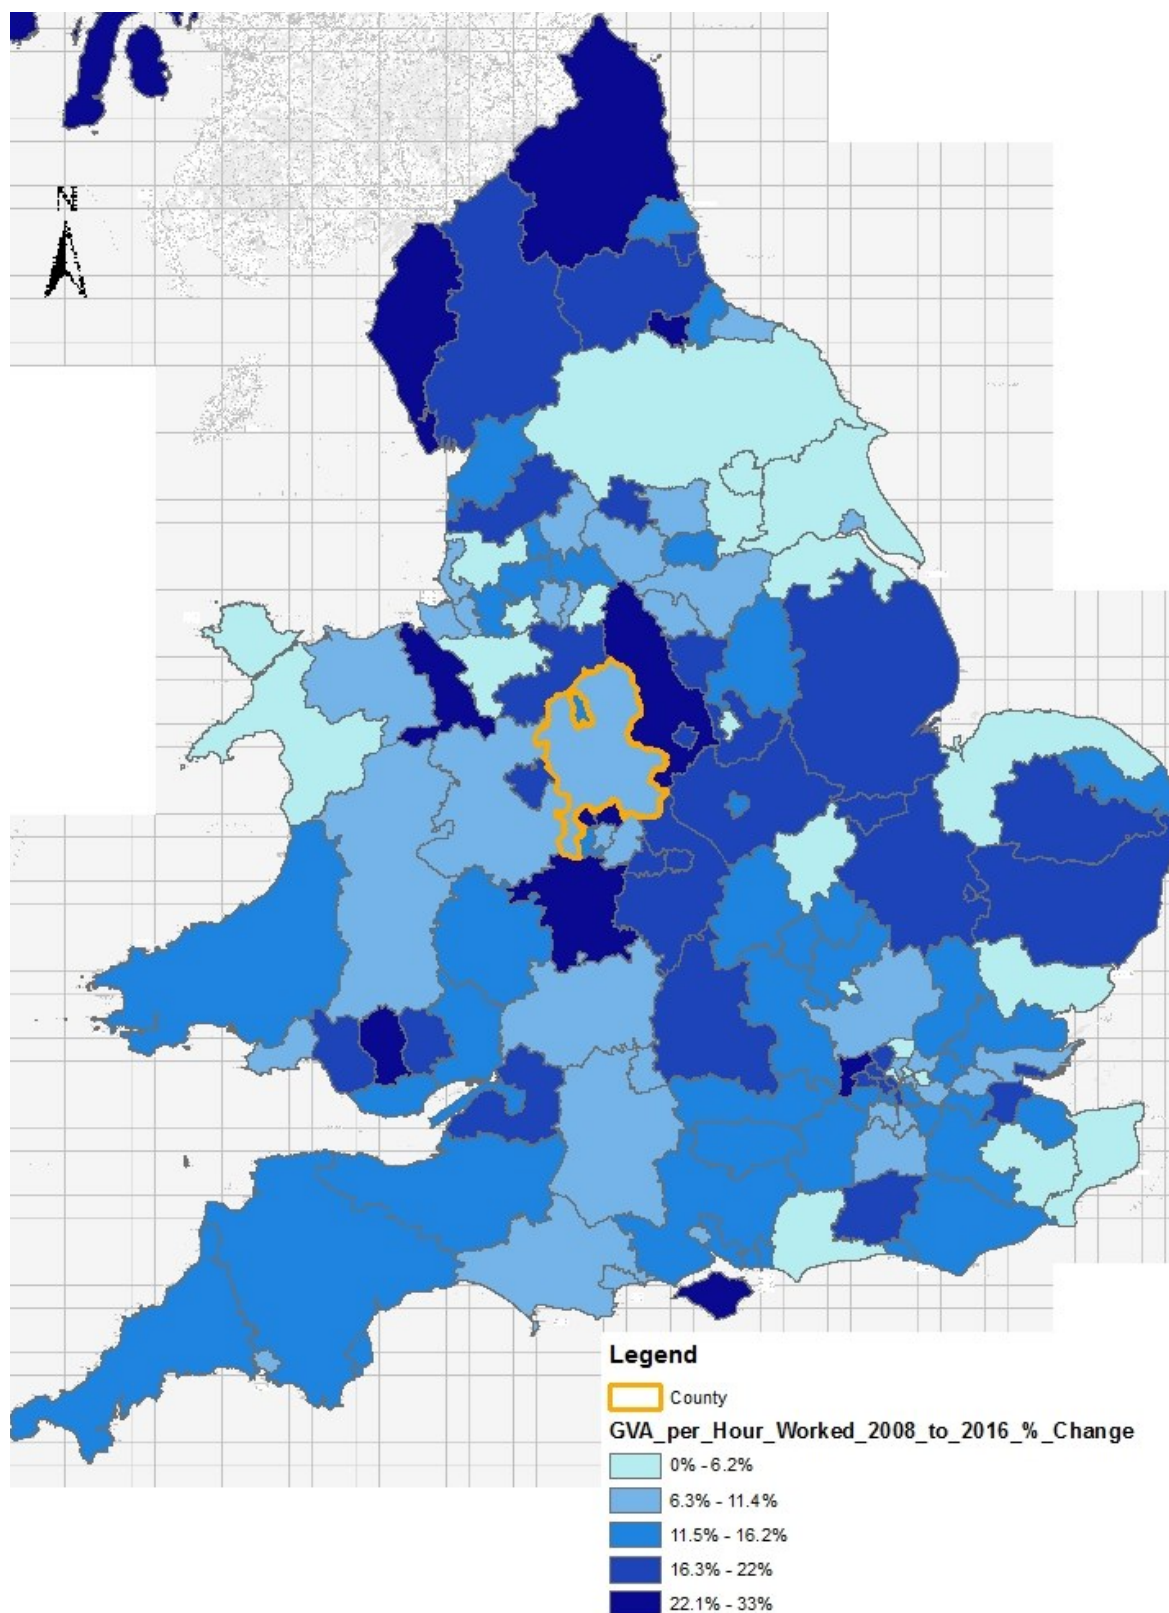 N
Legend
County
GVA_per_Hour_Worked_2008_to_2016_%_Change
0% - 6.2%
6.3% - 11.4%
11.5% - 16.2%
16.3% - 22%
22.1% - 33%